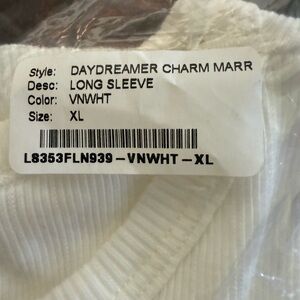 Style: DAYDREAMER CHARM MARR
Desc: LONG SLEEVE
Color: VNWHT
Size: XL
L8353FLN939-VNWHT-XL